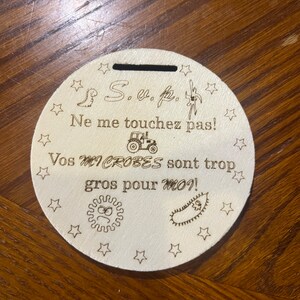 S.v.p.
Ne me touchez pas!
Vos MICROBES sont trop
gros pour MOI!